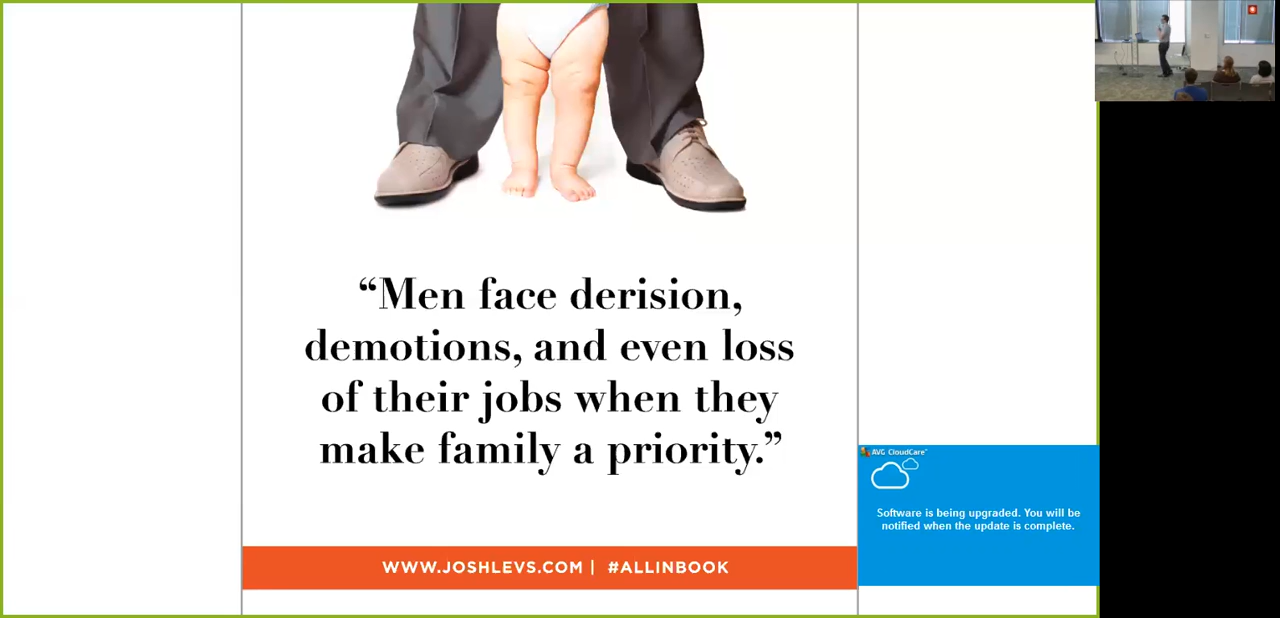 “Men face derision,
demotions, and even loss
of their jobs when they
make family a priority.”
WWW.JOSHLEVS.COM | #ALLINBOOK
AVG CloudCare™
Software is being upgraded. You will be
notified when the update is complete.